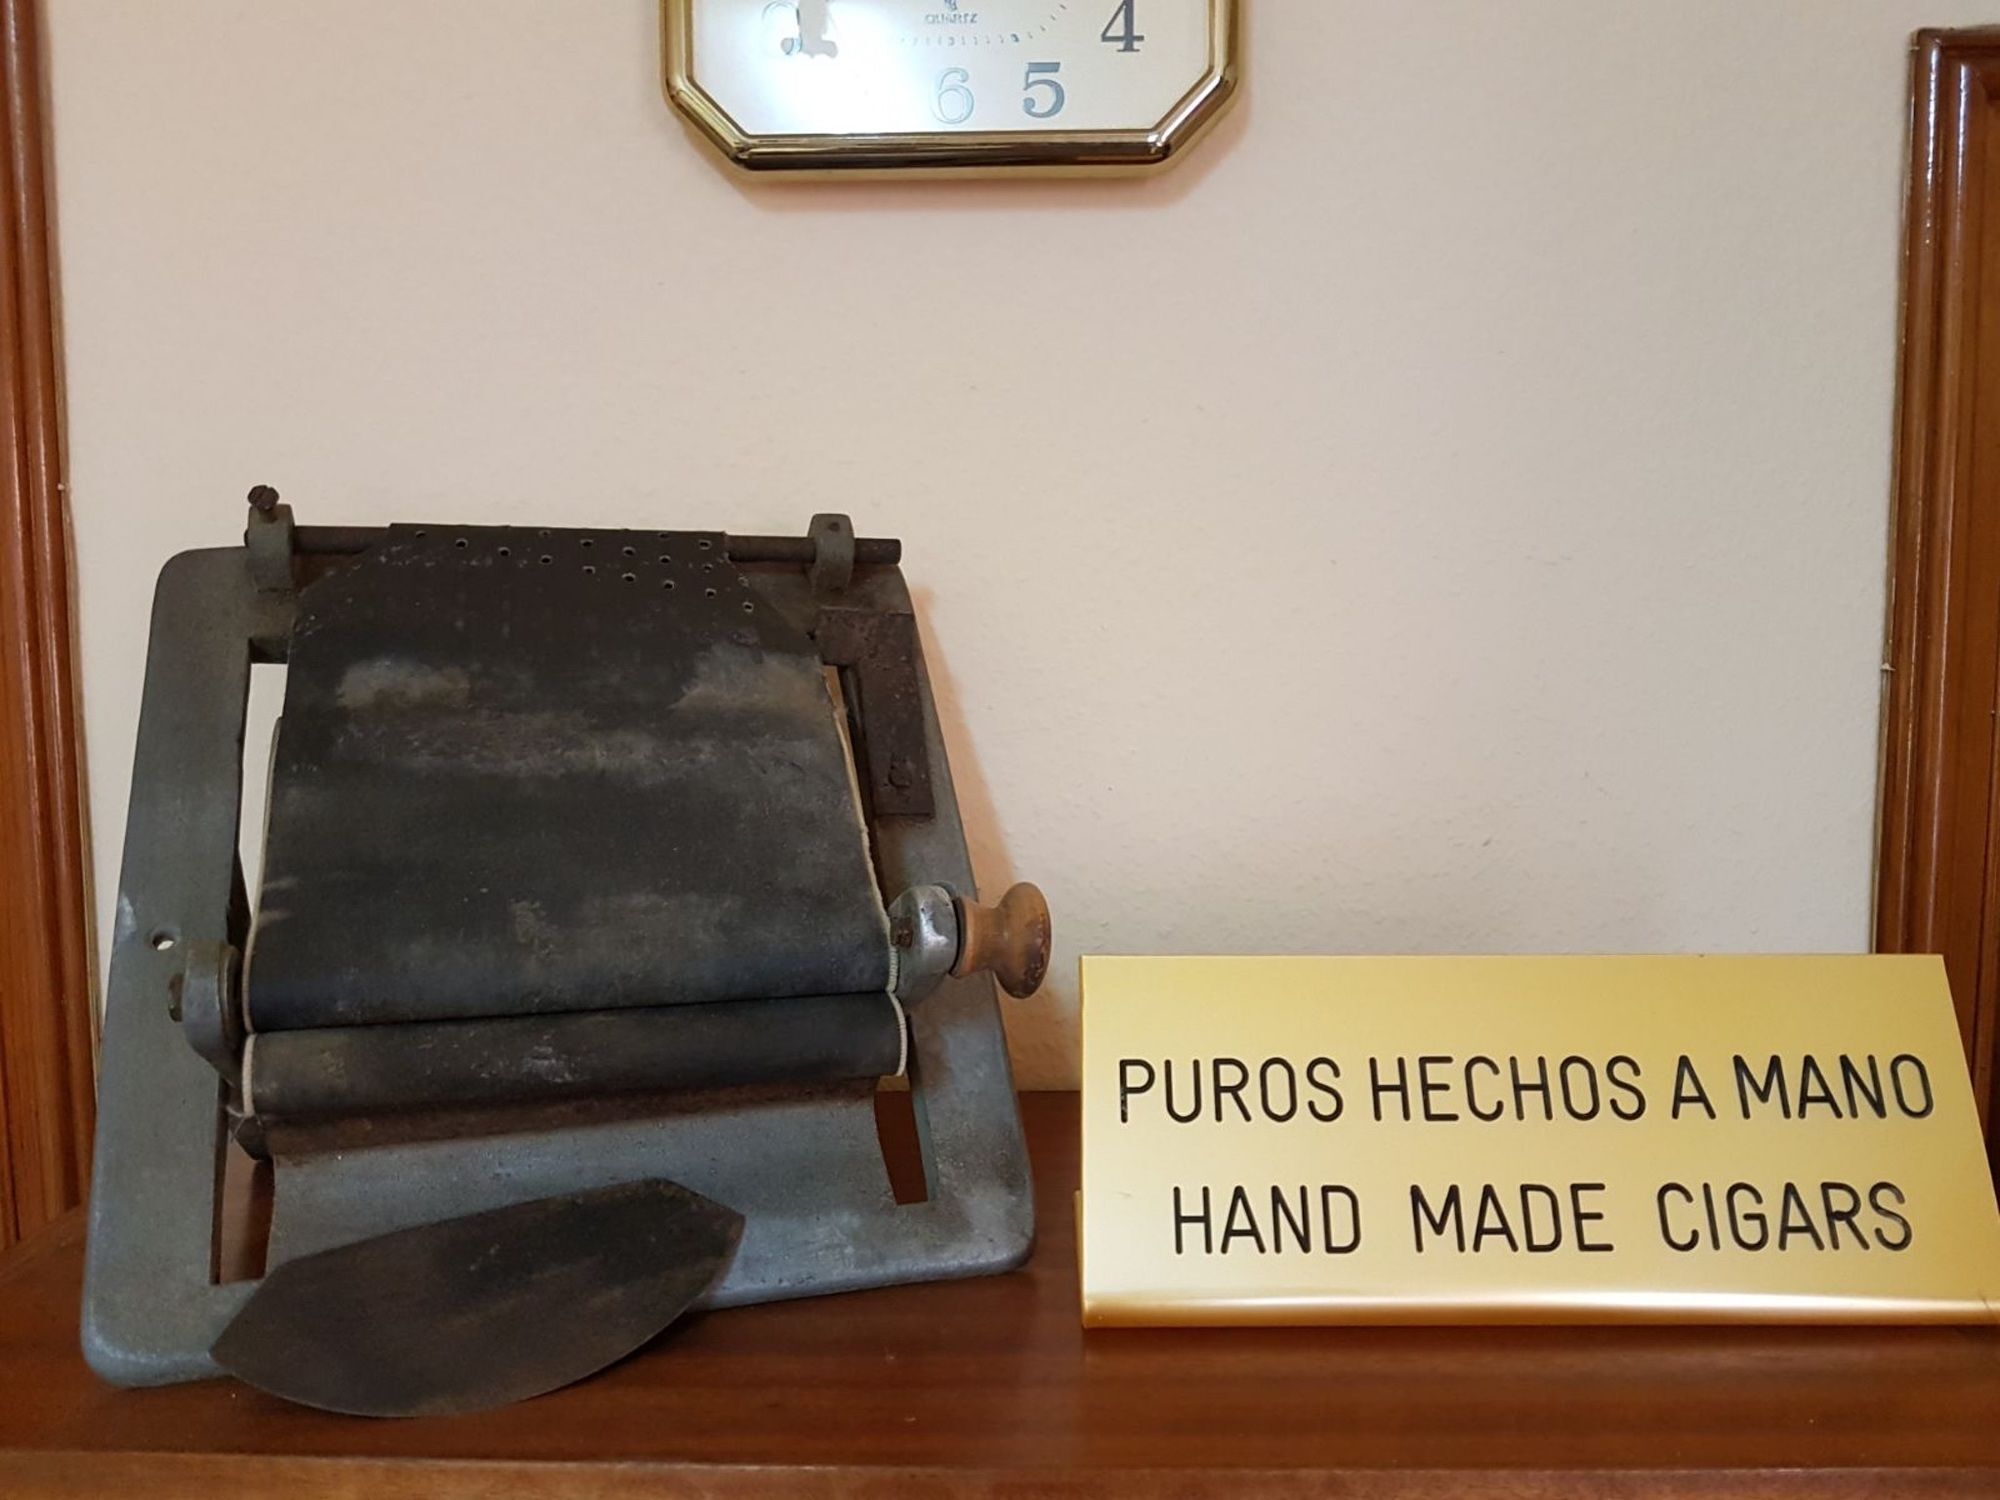 QUARTZ
4
6 5
PUROS HECHOS A MANO
HAND MADE CIGARS